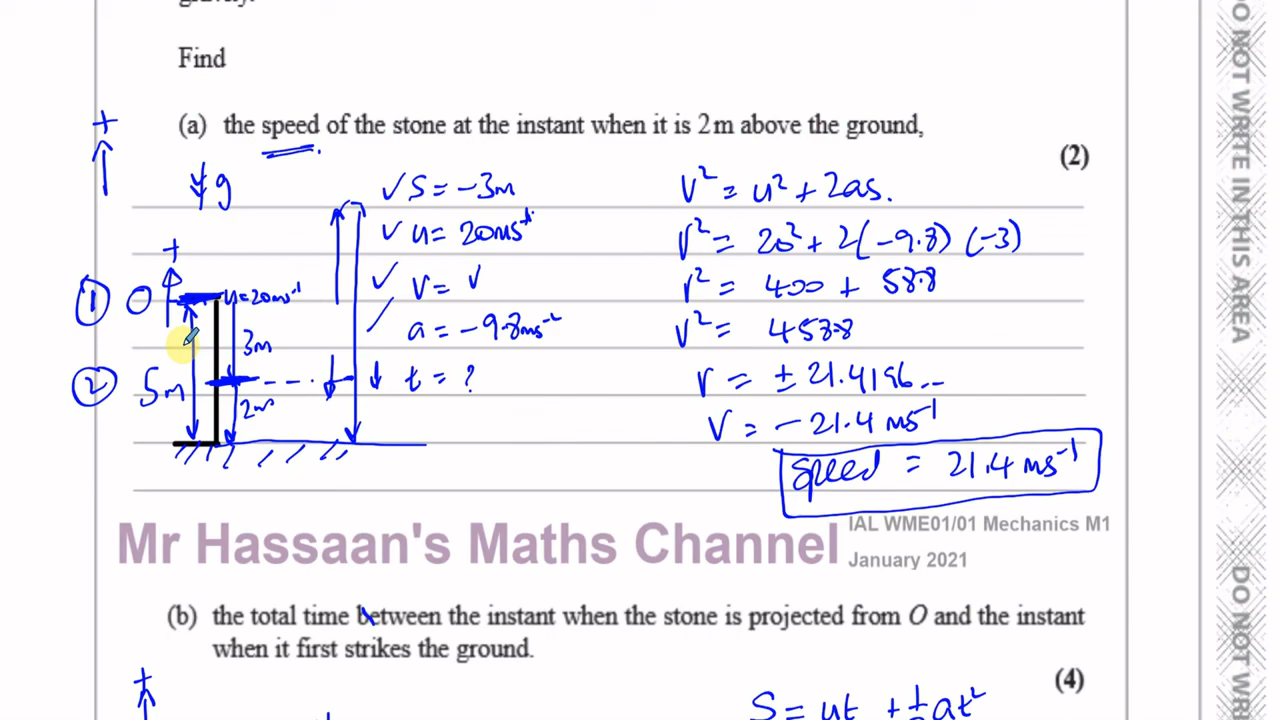 gravity.
Find
(a) the speed of the stone at the instant when it is 2 m above the ground,
(2)
+
g
+
① O u=20ms⁻¹
3m
② 5m
2m
✓ S = -3m
✓ u = 20ms⁻¹
✓ v = v
a = -9.8ms⁻²
t = ?
v² = u² + 2as.
v² = 20² + 2(-9.8)(-3)
v² = 400 + 58.8
v² = 458.8
v = ± 21.4196...
v = -21.4 ms⁻¹
Speed = 21.4 ms⁻¹
Mr Hassaan's Maths Channel
IAL WME01/01 Mechanics M1
January 2021
(b) the total time between the instant when the stone is projected from O and the instant
when it first strikes the ground.
(4)
+
S = ut + ½at²
DO NOT WRITE IN THIS AREA
DO NOT WRIT